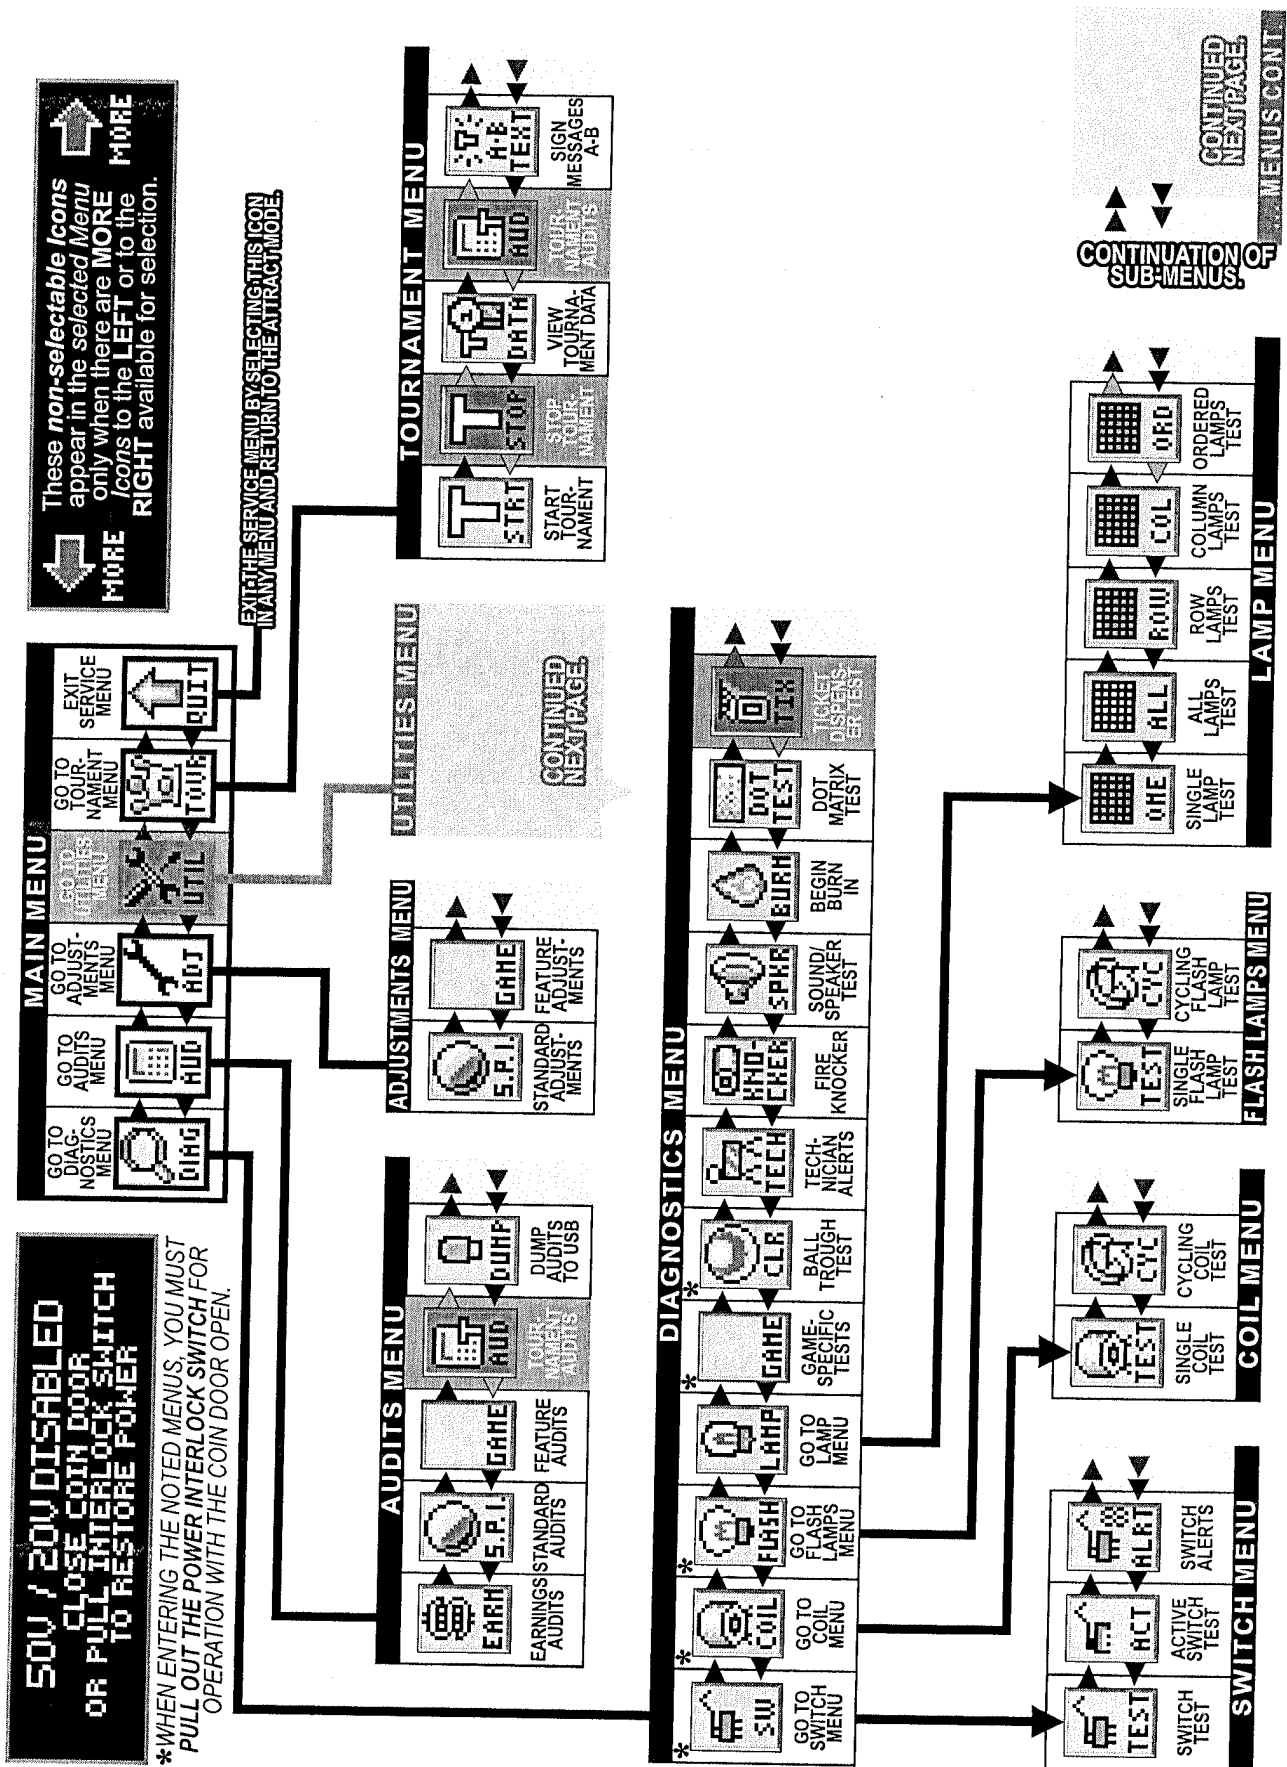 50V / 20V DISABLED
CLOSE COIN DOOR
OR PULL INTERLOCK SWITCH
TO RESTORE POWER
*WHEN ENTERING THE NOTED MENUS, YOU MUST
PULL OUT THE POWER INTERLOCK SWITCH FOR
OPERATION WITH THE COIN DOOR OPEN.
MAIN MENU
GO TO
DIAG-
NOSTICS
MENU
DIAG
GO TO
AUDITS
MENU
AUD
GO TO
ADJUST-
MENTS
MENU
ADJ
GO TO
UTILITIES
MENU
UTIL
GO TO
TOUR-
NAMENT
MENU
TOUR
EXIT
SERVICE
MENU
QUIT
MORE
These non-selectable Icons
appear in the selected Menu
only when there are MORE
Icons to the LEFT or to the
RIGHT available for selection.
MORE
EXIT THE SERVICE MENU BY SELECTING THIS ICON
IN ANY MENU AND RETURN TO THE ATTRACT MODE.
AUDITS MENU
EARN
EARNINGS
AUDITS
S.P.I.
STANDARD
AUDITS
GAME
FEATURE
AUDITS
AUD
TOUR-
NAMENT
AUDITS
DUMP
DUMP
AUDITS
TO USB
ADJUSTMENTS MENU
S.P.I.
STANDARD
ADJUST-
MENTS
GAME
FEATURE
ADJUST-
MENTS
UTILITIES MENU
CONTINUED
NEXT PAGE.
TOURNAMENT MENU
STRT
START
TOUR-
NAMENT
STOP
STOP
TOUR-
NAMENT
DATA
VIEW
TOURNA-
MENT DATA
AUD
TOUR-
NAMENT
AUDITS
A-B
TEXT
SIGN
MESSAGES
A-B
DIAGNOSTICS MENU
*
SW
GO TO
SWITCH
MENU
*
COIL
GO TO
COIL
MENU
*
FLASH
GO TO
FLASH
LAMPS
MENU
LAMP
GO TO
LAMP
MENU
*
GAME
GAME-
SPECIFIC
TESTS
*
CLR
BALL
TROUGH
TEST
TECH
TECH-
NICIAN
ALERTS
KNO-
CKER
FIRE
KNOCKER
SPKR
SOUND/
SPEAKER
TEST
BURN
BEGIN
BURN
IN
DOT
TEST
DOT
MATRIX
TEST
TIX
TICKET
DISPENS-
ER TEST
TEST
SWITCH
TEST
ACT
ACTIVE
SWITCH
TEST
ALRT
SWITCH
ALERTS
SWITCH MENU
TEST
SINGLE
COIL
TEST
CYC
CYCLING
COIL
TEST
COIL MENU
TEST
SINGLE
FLASH
LAMP
TEST
CYC
CYCLING
FLASH
LAMP
TEST
FLASH LAMPS MENU
ONE
SINGLE
LAMP
TEST
ALL
ALL
LAMPS
TEST
ROW
ROW
LAMPS
TEST
COL
COLUMN
LAMPS
TEST
ORD
ORDERED
LAMPS
TEST
LAMP MENU
CONTINUATION OF
SUB-MENUS.
CONTINUED
NEXT PAGE.
... MENUS CONT.